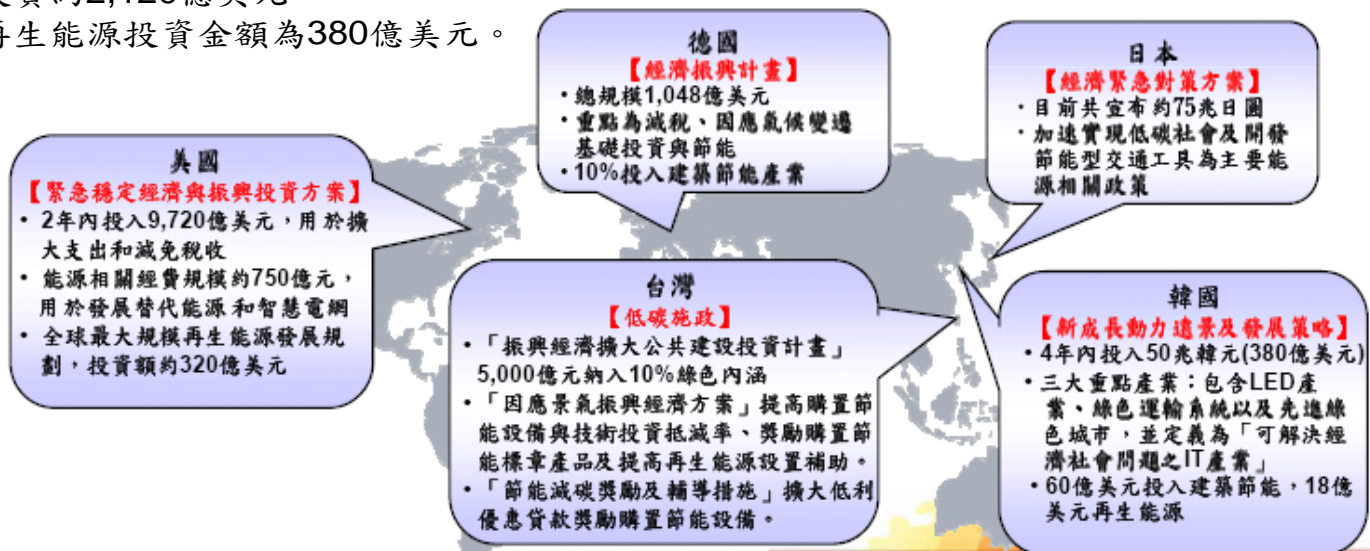 投資約2,120億美元
再生能源投資金額為380億美元。
美國
【緊急穩定經濟與振興投資方案】
• 2年內投入9,720億美元，用於擴
大支出和減免稅收
• 能源相關經費規模約750億元，
用於發展替代能源和智慧電網
• 全球最大規模再生能源發展規
劃，投資額約320億美元
德國
【經濟振興計畫】
• 總規模1,048億美元
• 重點為減稅、因應氣候變遷
基礎投資與節能
• 10%投入建築節能產業
日本
【經濟緊急對策方案】
• 目前共宣布約75兆日圓
• 加速實現低碳社會及開發
節能型交通工具為主要能
源相關政策
台灣
【低碳施政】
• 「振興經濟擴大公共建設投資計畫」
5,000億元納入10%綠色內涵
• 「因應景氣振興經濟方案」提高購置節
能設備與技術投資抵減率、獎勵購置節
能標章產品及提高再生能源設置補助。
• 「節能減碳獎勵及輔導措施」擴大低利
優惠貸款獎勵購置節能設備。
韓國
【新成長動力遠景及發展策略】
• 4年內投入50兆韓元(380億美元)
• 三大重點產業：包含LED產
業、綠色運輸系統以及先進綠
色城市，並定義為「可解決經
濟社會問題之IT產業」
• 60億美元投入建築節能，18億
美元再生能源